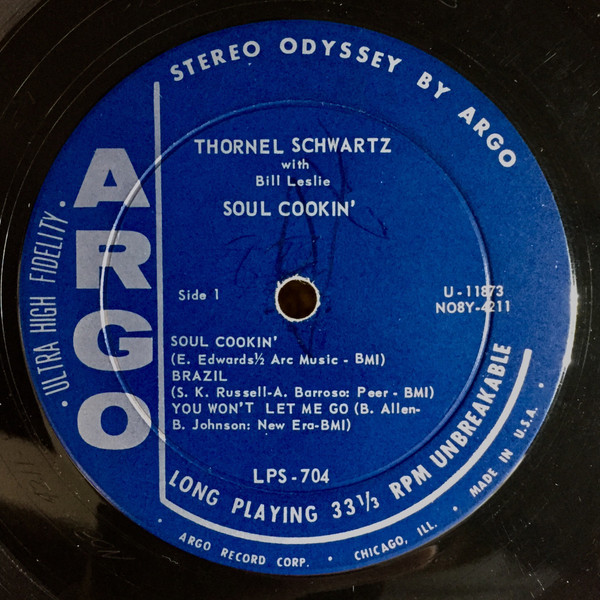 STEREO ODYSSEY BY ARGO
THORNEL SCHWARTZ
with
Bill Leslie
SOUL COOKIN'
ARGO
• ULTRA HIGH FIDELITY •
Side 1
U-11873
NO8Y-4211
SOUL COOKIN'
(E. Edwards½ Arc Music - BMI)
BRAZIL
(S. K. Russell-A. Barroso: Peer - BMI)
YOU WON'T LET ME GO (B. Allen-
B. Johnson: New Era-BMI)
LPS-704
LONG PLAYING 33⅓ RPM UNBREAKABLE
• ARGO RECORD CORP. • CHICAGO, ILL. • MADE IN U.S.A. •